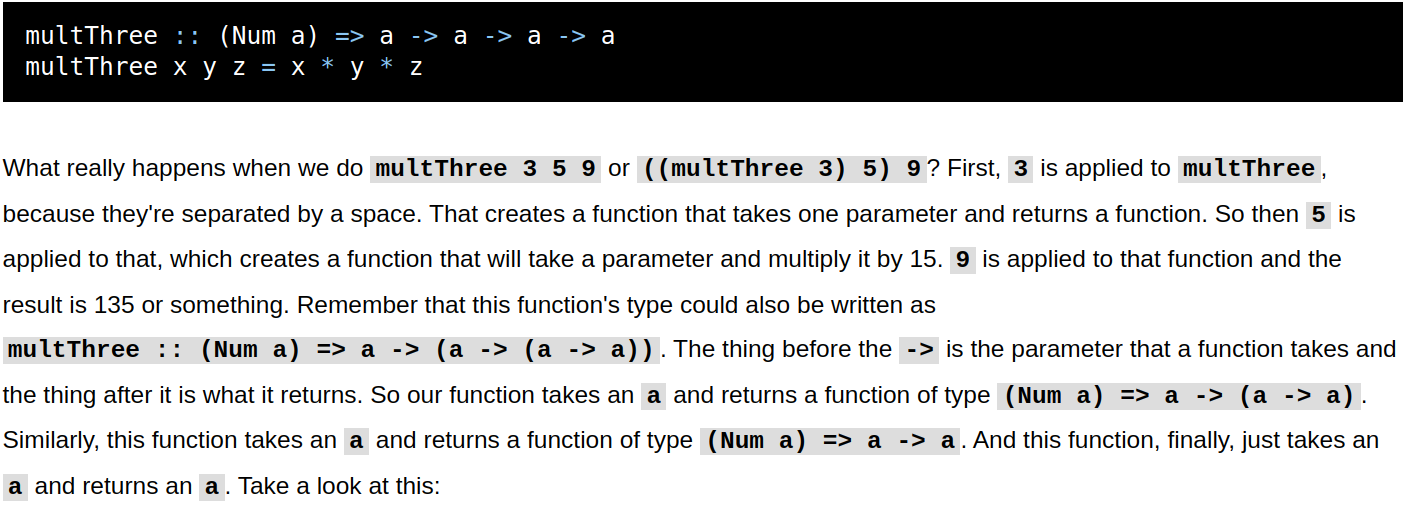 multThree :: (Num a) => a -> a -> a -> a
multThree x y z = x * y * z
What really happens when we do multThree 3 5 9 or ((multThree 3) 5) 9? First, 3 is applied to multThree,
because they're separated by a space. That creates a function that takes one parameter and returns a function. So then 5 is
applied to that, which creates a function that will take a parameter and multiply it by 15. 9 is applied to that function and the
result is 135 or something. Remember that this function's type could also be written as
multThree :: (Num a) => a -> (a -> (a -> a)). The thing before the -> is the parameter that a function takes and
the thing after it is what it returns. So our function takes an a and returns a function of type (Num a) => a -> (a -> a).
Similarly, this function takes an a and returns a function of type (Num a) => a -> a. And this function, finally, just takes an
a and returns an a. Take a look at this: